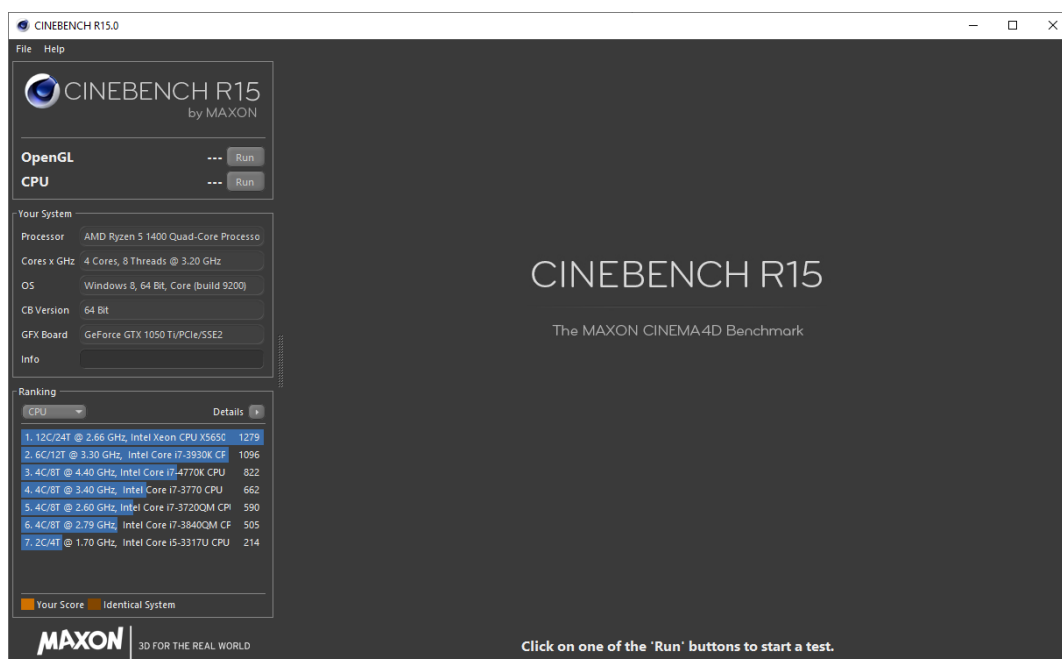 CINEBENCH R15.0
File Help
CINEBENCH R15
by MAXON
OpenGL --- Run
CPU --- Run
Your System
Processor AMD Ryzen 5 1400 Quad-Core Processo
Cores x GHz 4 Cores, 8 Threads @ 3.20 GHz
OS Windows 8, 64 Bit, Core (build 9200)
CB Version 64 Bit
GFX Board GeForce GTX 1050 Ti/PCIe/SSE2
Info
Ranking
CPU Details
1. 12C/24T @ 2.66 GHz, Intel Xeon CPU X5650 1279
2. 6C/12T @ 3.30 GHz, Intel Core i7-3930K CF 1096
3. 4C/8T @ 4.40 GHz, Intel Core i7-4770K CPU 822
4. 4C/8T @ 3.40 GHz, Intel Core i7-3770 CPU 662
5. 4C/8T @ 2.60 GHz, Intel Core i7-3720QM CPU 590
6. 4C/8T @ 2.79 GHz, Intel Core i7-3840QM CF 505
7. 2C/4T @ 1.70 GHz, Intel Core i5-3317U CPU 214
Your Score Identical System
MAXON 3D FOR THE REAL WORLD
CINEBENCH R15
The MAXON CINEMA4D Benchmark
Click on one of the 'Run' buttons to start a test.